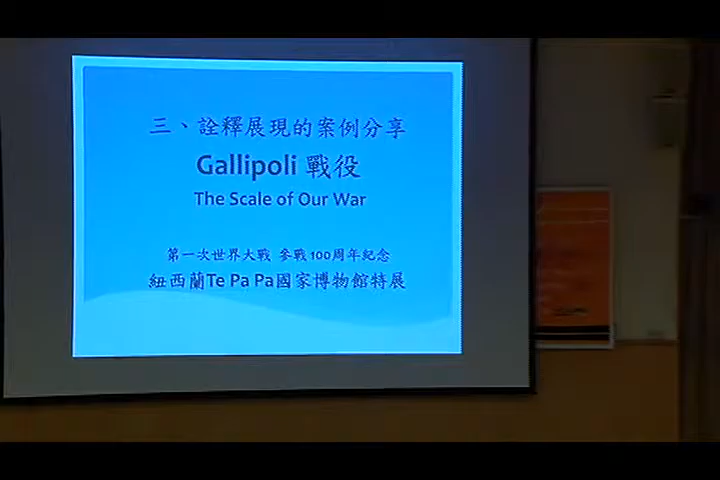 三、詮釋展現的案例分享
Gallipoli 戰役
The Scale of Our War
第一次世界大戰 參戰100周年紀念
紐西蘭Te Pa Pa國家博物館特展